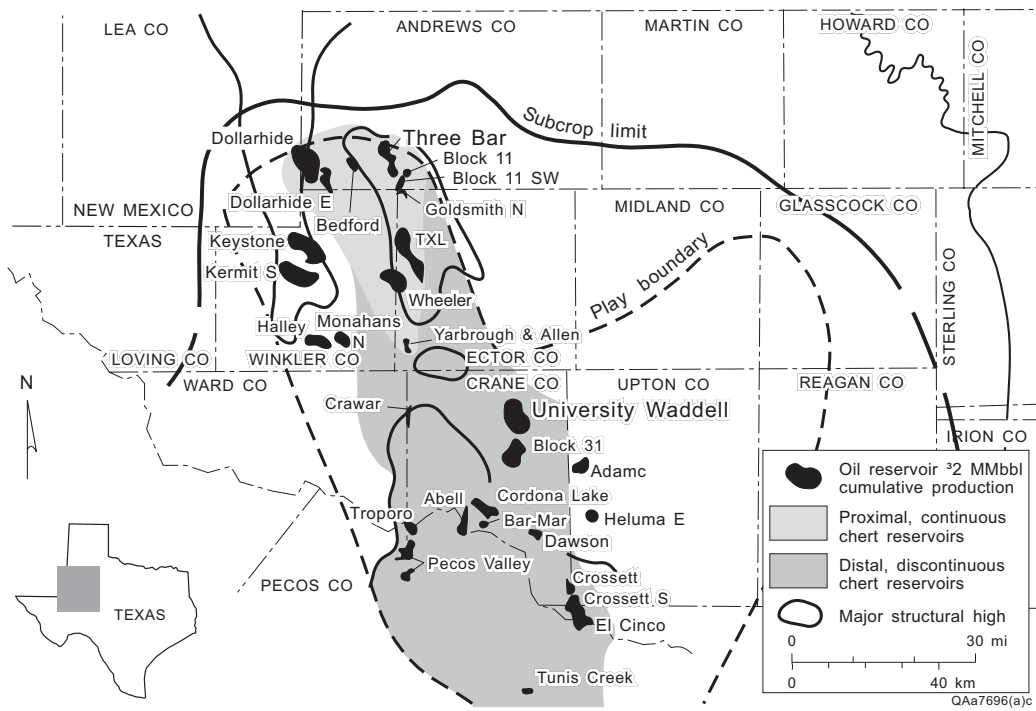 LEA CO
ANDREWS CO
MARTIN CO
HOWARD CO
MITCHELL CO
Subcrop limit
Dollarhide
Three Bar
Block 11
Block 11 SW
Dollarhide E
Goldsmith N
NEW MEXICO
Bedford
MIDLAND CO
GLASSCOCK CO
TEXAS
Keystone
TXL
Play boundary
Kermit S
Wheeler
STERLING CO
Halley
Monahans
N
Yarbrough & Allen
LOVING CO
WINKLER CO
ECTOR CO
WARD CO
CRANE CO
UPTON CO
REAGAN CO
N
Crawar
University Waddell
Block 31
IRION CO
Adamc
Abell
Cordona Lake
Troporo
Bar-Mar
Heluma E
Dawson
Pecos Valley
PECOS CO
Crossett
Crossett S
El Cinco
Tunis Creek
TEXAS
Oil reservoir ³2 MMbbl
cumulative production
Proximal, continuous
chert reservoirs
Distal, discontinuous
chert reservoirs
Major structural high
0 30 mi
0 40 km
QAa7696(a)c